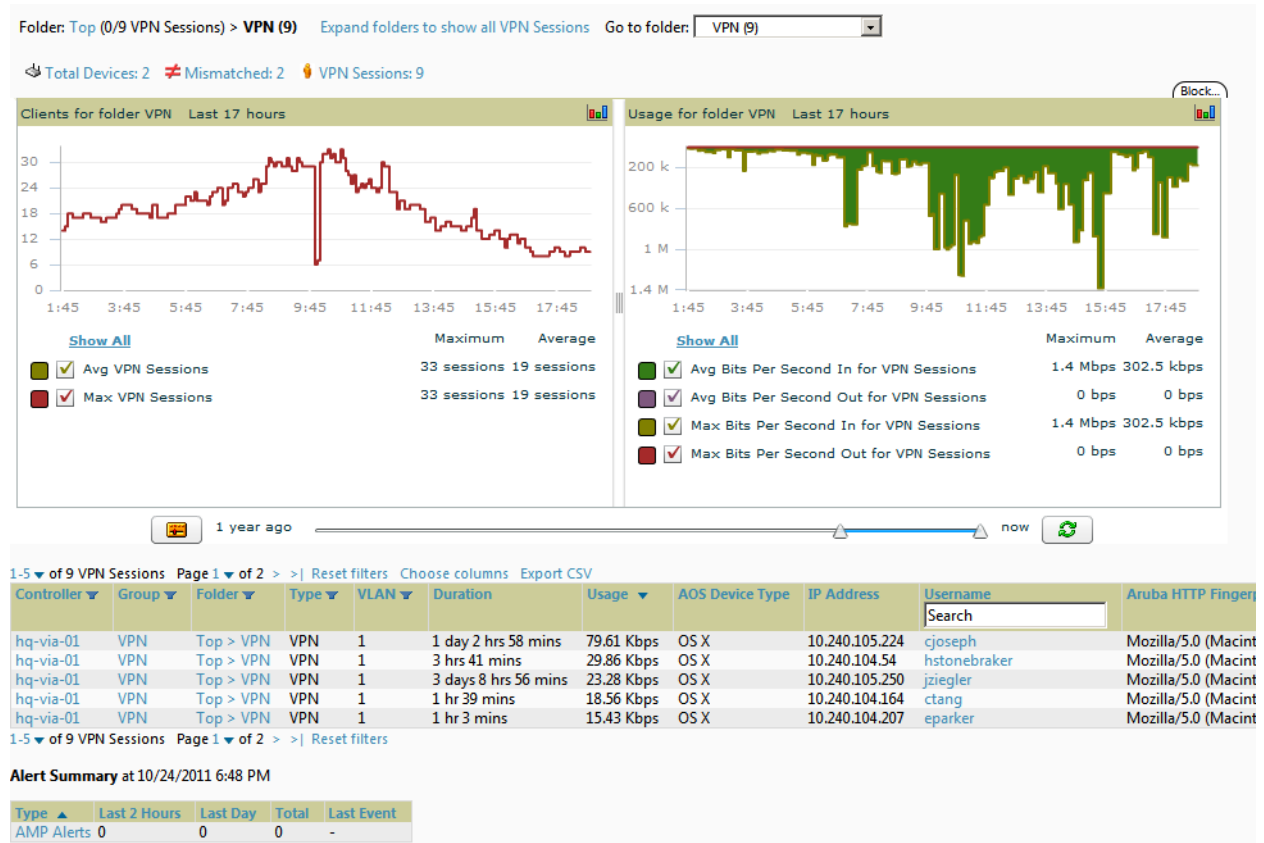 Folder: Top (0/9 VPN Sessions) > VPN (9) Expand folders to show all VPN Sessions Go to folder: VPN (9)
Total Devices: 2 Mismatched: 2 VPN Sessions: 9
Block...
Clients for folder VPN Last 17 hours
30
24
18
12
6
0
1:45 3:45 5:45 7:45 9:45 11:45 13:45 15:45 17:45
Show All Maximum Average
Avg VPN Sessions 33 sessions 19 sessions
Max VPN Sessions 33 sessions 19 sessions
Usage for folder VPN Last 17 hours
200 k
600 k
1 M
1.4 M
1:45 3:45 5:45 7:45 9:45 11:45 13:45 15:45 17:45
Show All Maximum Average
Avg Bits Per Second In for VPN Sessions 1.4 Mbps 302.5 kbps
Avg Bits Per Second Out for VPN Sessions 0 bps 0 bps
Max Bits Per Second In for VPN Sessions 1.4 Mbps 302.5 kbps
Max Bits Per Second Out for VPN Sessions 0 bps 0 bps
1 year ago now
1-5 of 9 VPN Sessions Page 1 of 2 > >| Reset filters Choose columns Export CSV
Controller Group Folder Type VLAN Duration Usage AOS Device Type IP Address Username Aruba HTTP Fingerp
Search
hq-via-01 VPN Top > VPN VPN 1 1 day 2 hrs 58 mins 79.61 Kbps OS X 10.240.105.224 cjoseph Mozilla/5.0 (Macint
hq-via-01 VPN Top > VPN VPN 1 3 hrs 41 mins 29.86 Kbps OS X 10.240.104.54 hstonebraker Mozilla/5.0 (Macint
hq-via-01 VPN Top > VPN VPN 1 3 days 8 hrs 56 mins 23.28 Kbps OS X 10.240.105.250 jziegler Mozilla/5.0 (Macint
hq-via-01 VPN Top > VPN VPN 1 1 hr 39 mins 18.56 Kbps OS X 10.240.104.164 ctang Mozilla/5.0 (Macint
hq-via-01 VPN Top > VPN VPN 1 1 hr 3 mins 15.43 Kbps OS X 10.240.104.207 eparker Mozilla/5.0 (Macint
1-5 of 9 VPN Sessions Page 1 of 2 > >| Reset filters
Alert Summary at 10/24/2011 6:48 PM
Type Last 2 Hours Last Day Total Last Event
AMP Alerts 0 0 0 -